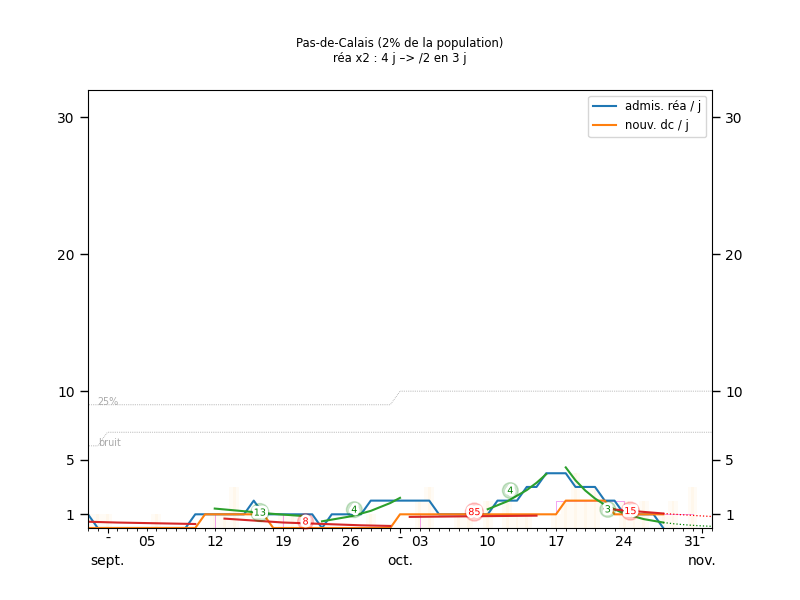 Pas-de-Calais (2% de la population)
réa x2 : 4 j –> /2 en 3 j
admis. réa / j
nouv. dc / j
30 30
20 20
10 10
25%
bruit
5 5
4
4
13
8
85
3
15
1 1
- 05 12 19 26 - 03 10 17 24 31-
sept. oct. nov.